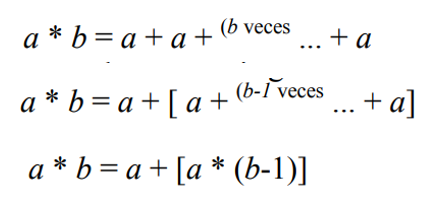 a * b = a + a + (b veces ... + a
a * b = a + [ a + (b-1 veces ... + a]
a * b = a + [a * (b-1)]